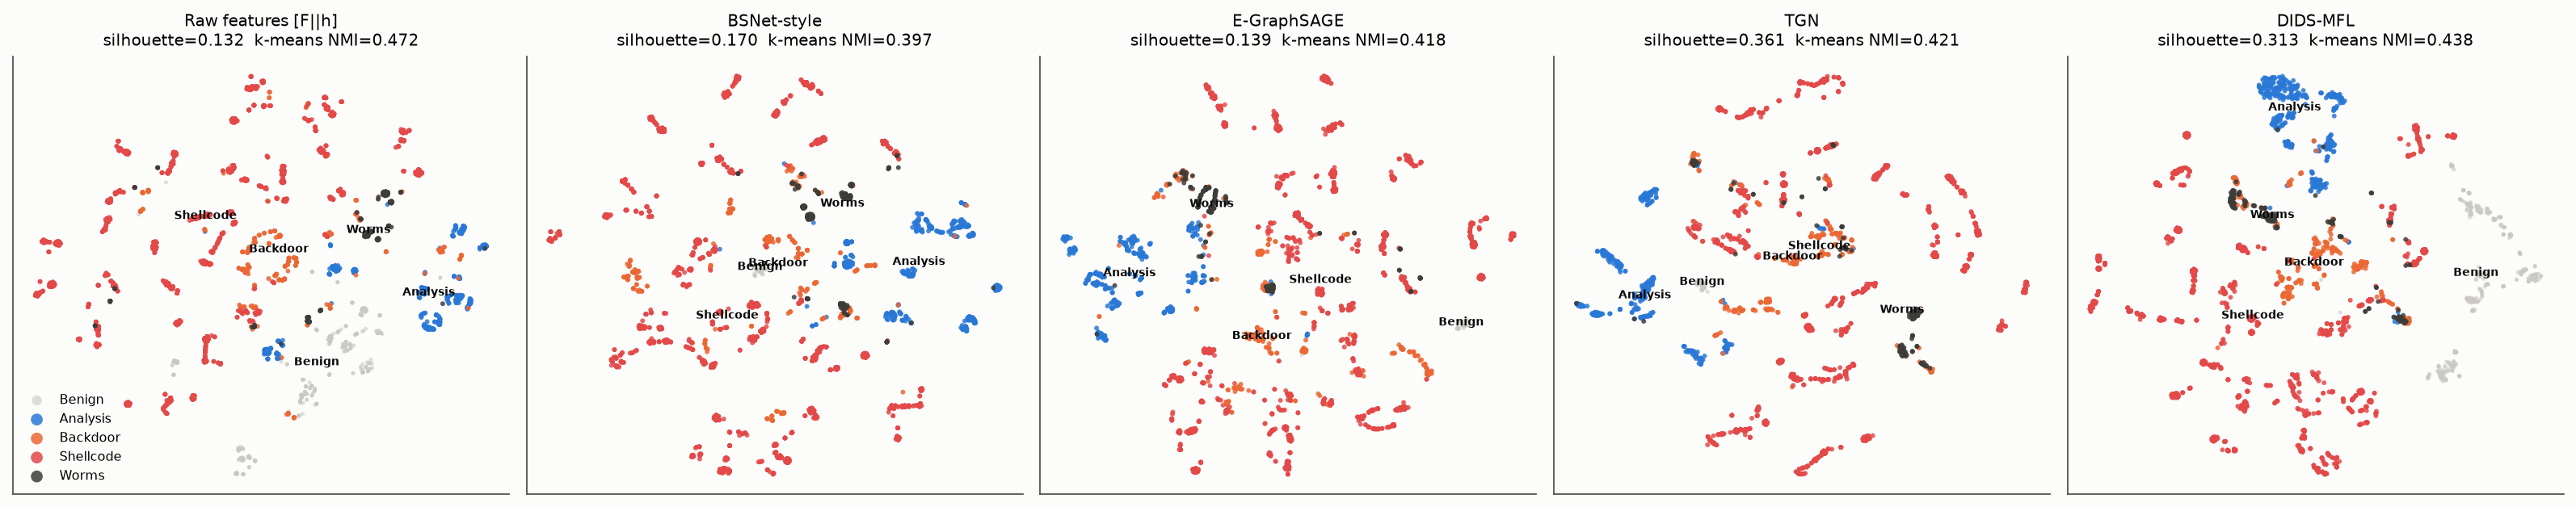 Raw features [F||h]
silhouette=0.132  k-means NMI=0.472
Shellcode
Worms
Backdoor
Analysis
Benign
Benign
Analysis
Backdoor
Shellcode
Worms
BSNet-style
silhouette=0.170  k-means NMI=0.397
Worms
Backdoor
Benign
Analysis
Shellcode
E-GraphSAGE
silhouette=0.139  k-means NMI=0.418
Worms
Analysis
Shellcode
Benign
Backdoor
TGN
silhouette=0.361  k-means NMI=0.421
Shellcode
Backdoor
Benign
Analysis
Worms
DIDS-MFL
silhouette=0.313  k-means NMI=0.438
Analysis
Worms
Backdoor
Benign
Shellcode